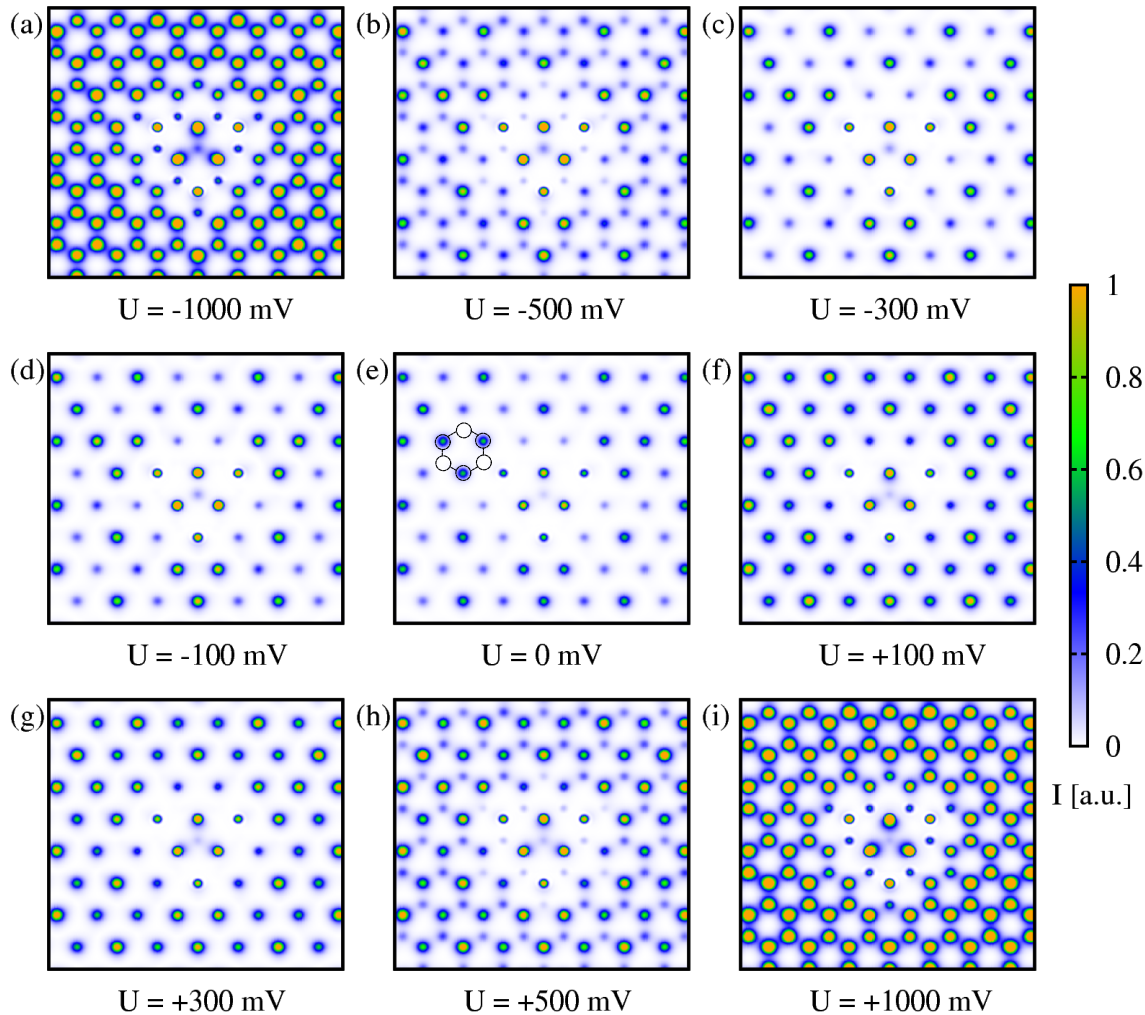 (a) (b) (c)
U = -1000 mV U = -500 mV U = -300 mV
(d) (e) (f)
U = -100 mV U = 0 mV U = +100 mV
(g) (h) (i)
U = +300 mV U = +500 mV U = +1000 mV
1
0.8
0.6
0.4
0.2
0
I [a.u.]